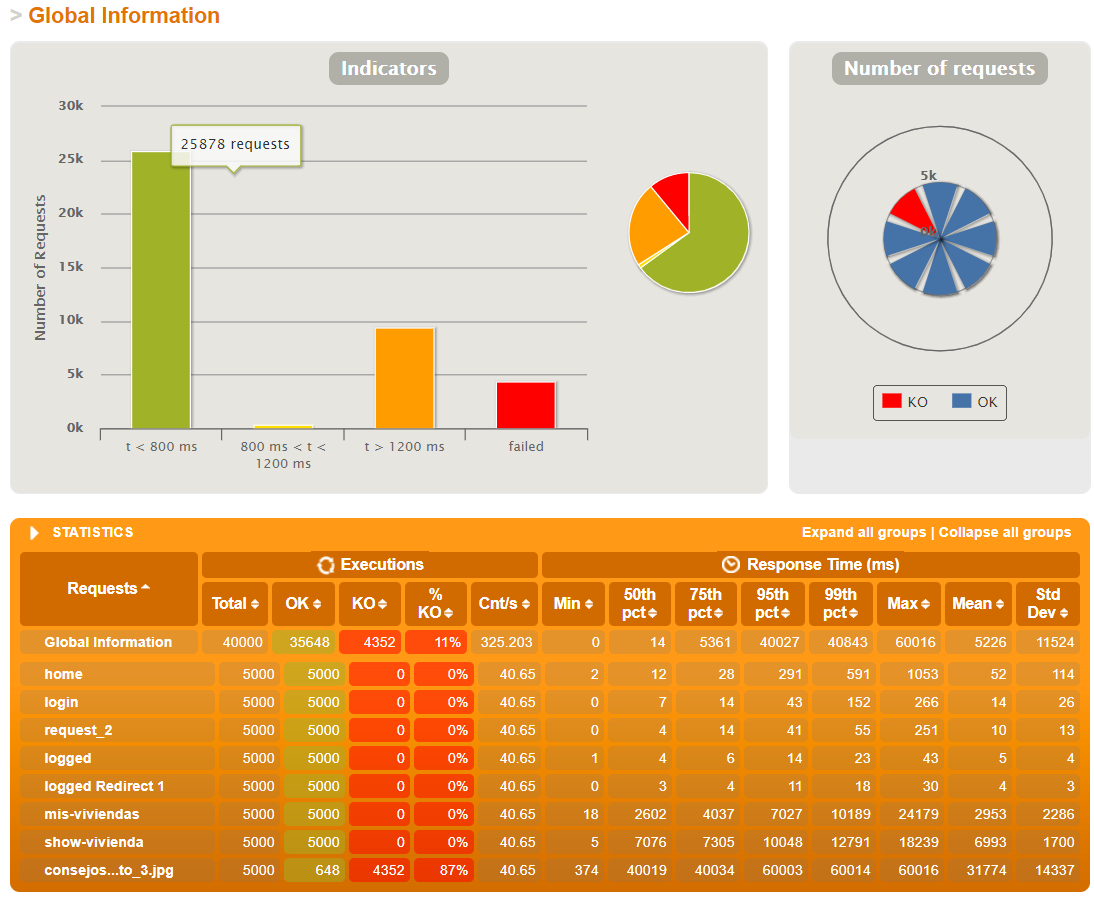 > Global Information
Indicators
Number of Requests
30k
25k
20k
15k
10k
5k
0k
25878 requests
t < 800 ms
800 ms < t <
1200 ms
t > 1200 ms
failed
Number of requests
5k
0k
KO OK
STATISTICS Expand all groups | Collapse all groups
Requests Executions Response Time (ms)
Total OK KO % KO Cnt/s Min 50th pct 75th pct 95th pct 99th pct Max Mean Std Dev
Global Information 40000 35648 4352 11% 325.203 0 14 5361 40027 40843 60016 5226 11524
home 5000 5000 0 0% 40.65 2 12 28 291 591 1053 52 114
login 5000 5000 0 0% 40.65 0 7 14 43 152 266 14 26
request_2 5000 5000 0 0% 40.65 0 4 14 41 55 251 10 13
logged 5000 5000 0 0% 40.65 1 4 6 14 23 43 5 4
logged Redirect 1 5000 5000 0 0% 40.65 0 3 4 11 18 30 4 3
mis-viviendas 5000 5000 0 0% 40.65 18 2602 4037 7027 10189 24179 2953 2286
show-vivienda 5000 5000 0 0% 40.65 5 7076 7305 10048 12791 18239 6993 1700
consejos...to_3.jpg 5000 648 4352 87% 40.65 374 40019 40034 60003 60014 60016 31774 14337